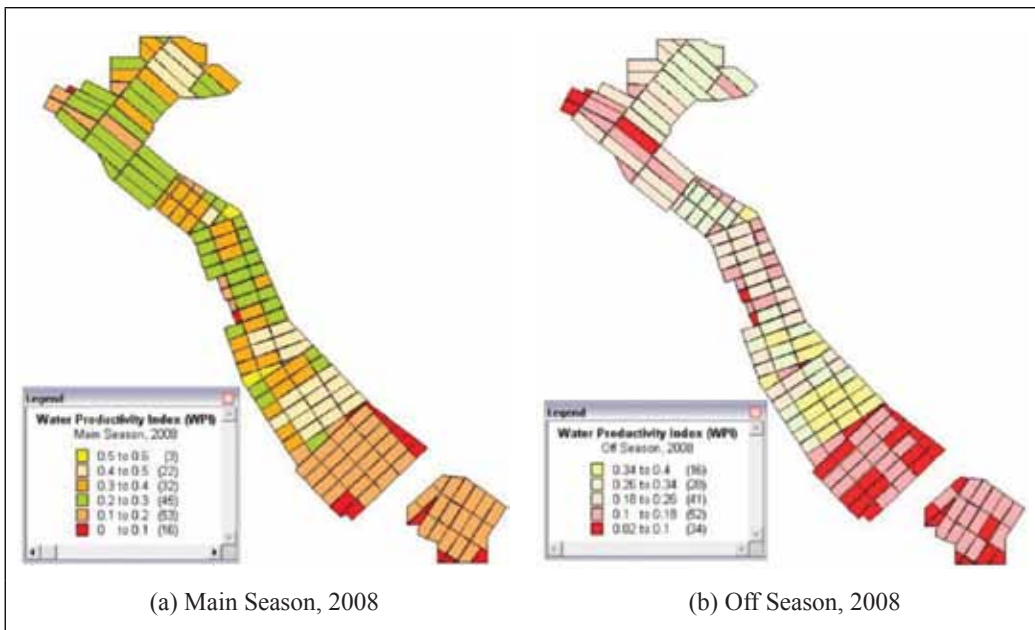 Legend
Water Productivity Index (WPI)
Main Season, 2008
0.5 to 0.6 (3)
0.4 to 0.5 (22)
0.3 to 0.4 (32)
0.2 to 0.3 (45)
0.1 to 0.2 (53)
0 to 0.1 (16)
(a) Main Season, 2008
Legend
Water Productivity Index (WPI)
Off Season, 2008
0.34 to 0.4 (16)
0.26 to 0.34 (28)
0.18 to 0.26 (41)
0.1 to 0.18 (52)
0.02 to 0.1 (34)
(b) Off Season, 2008